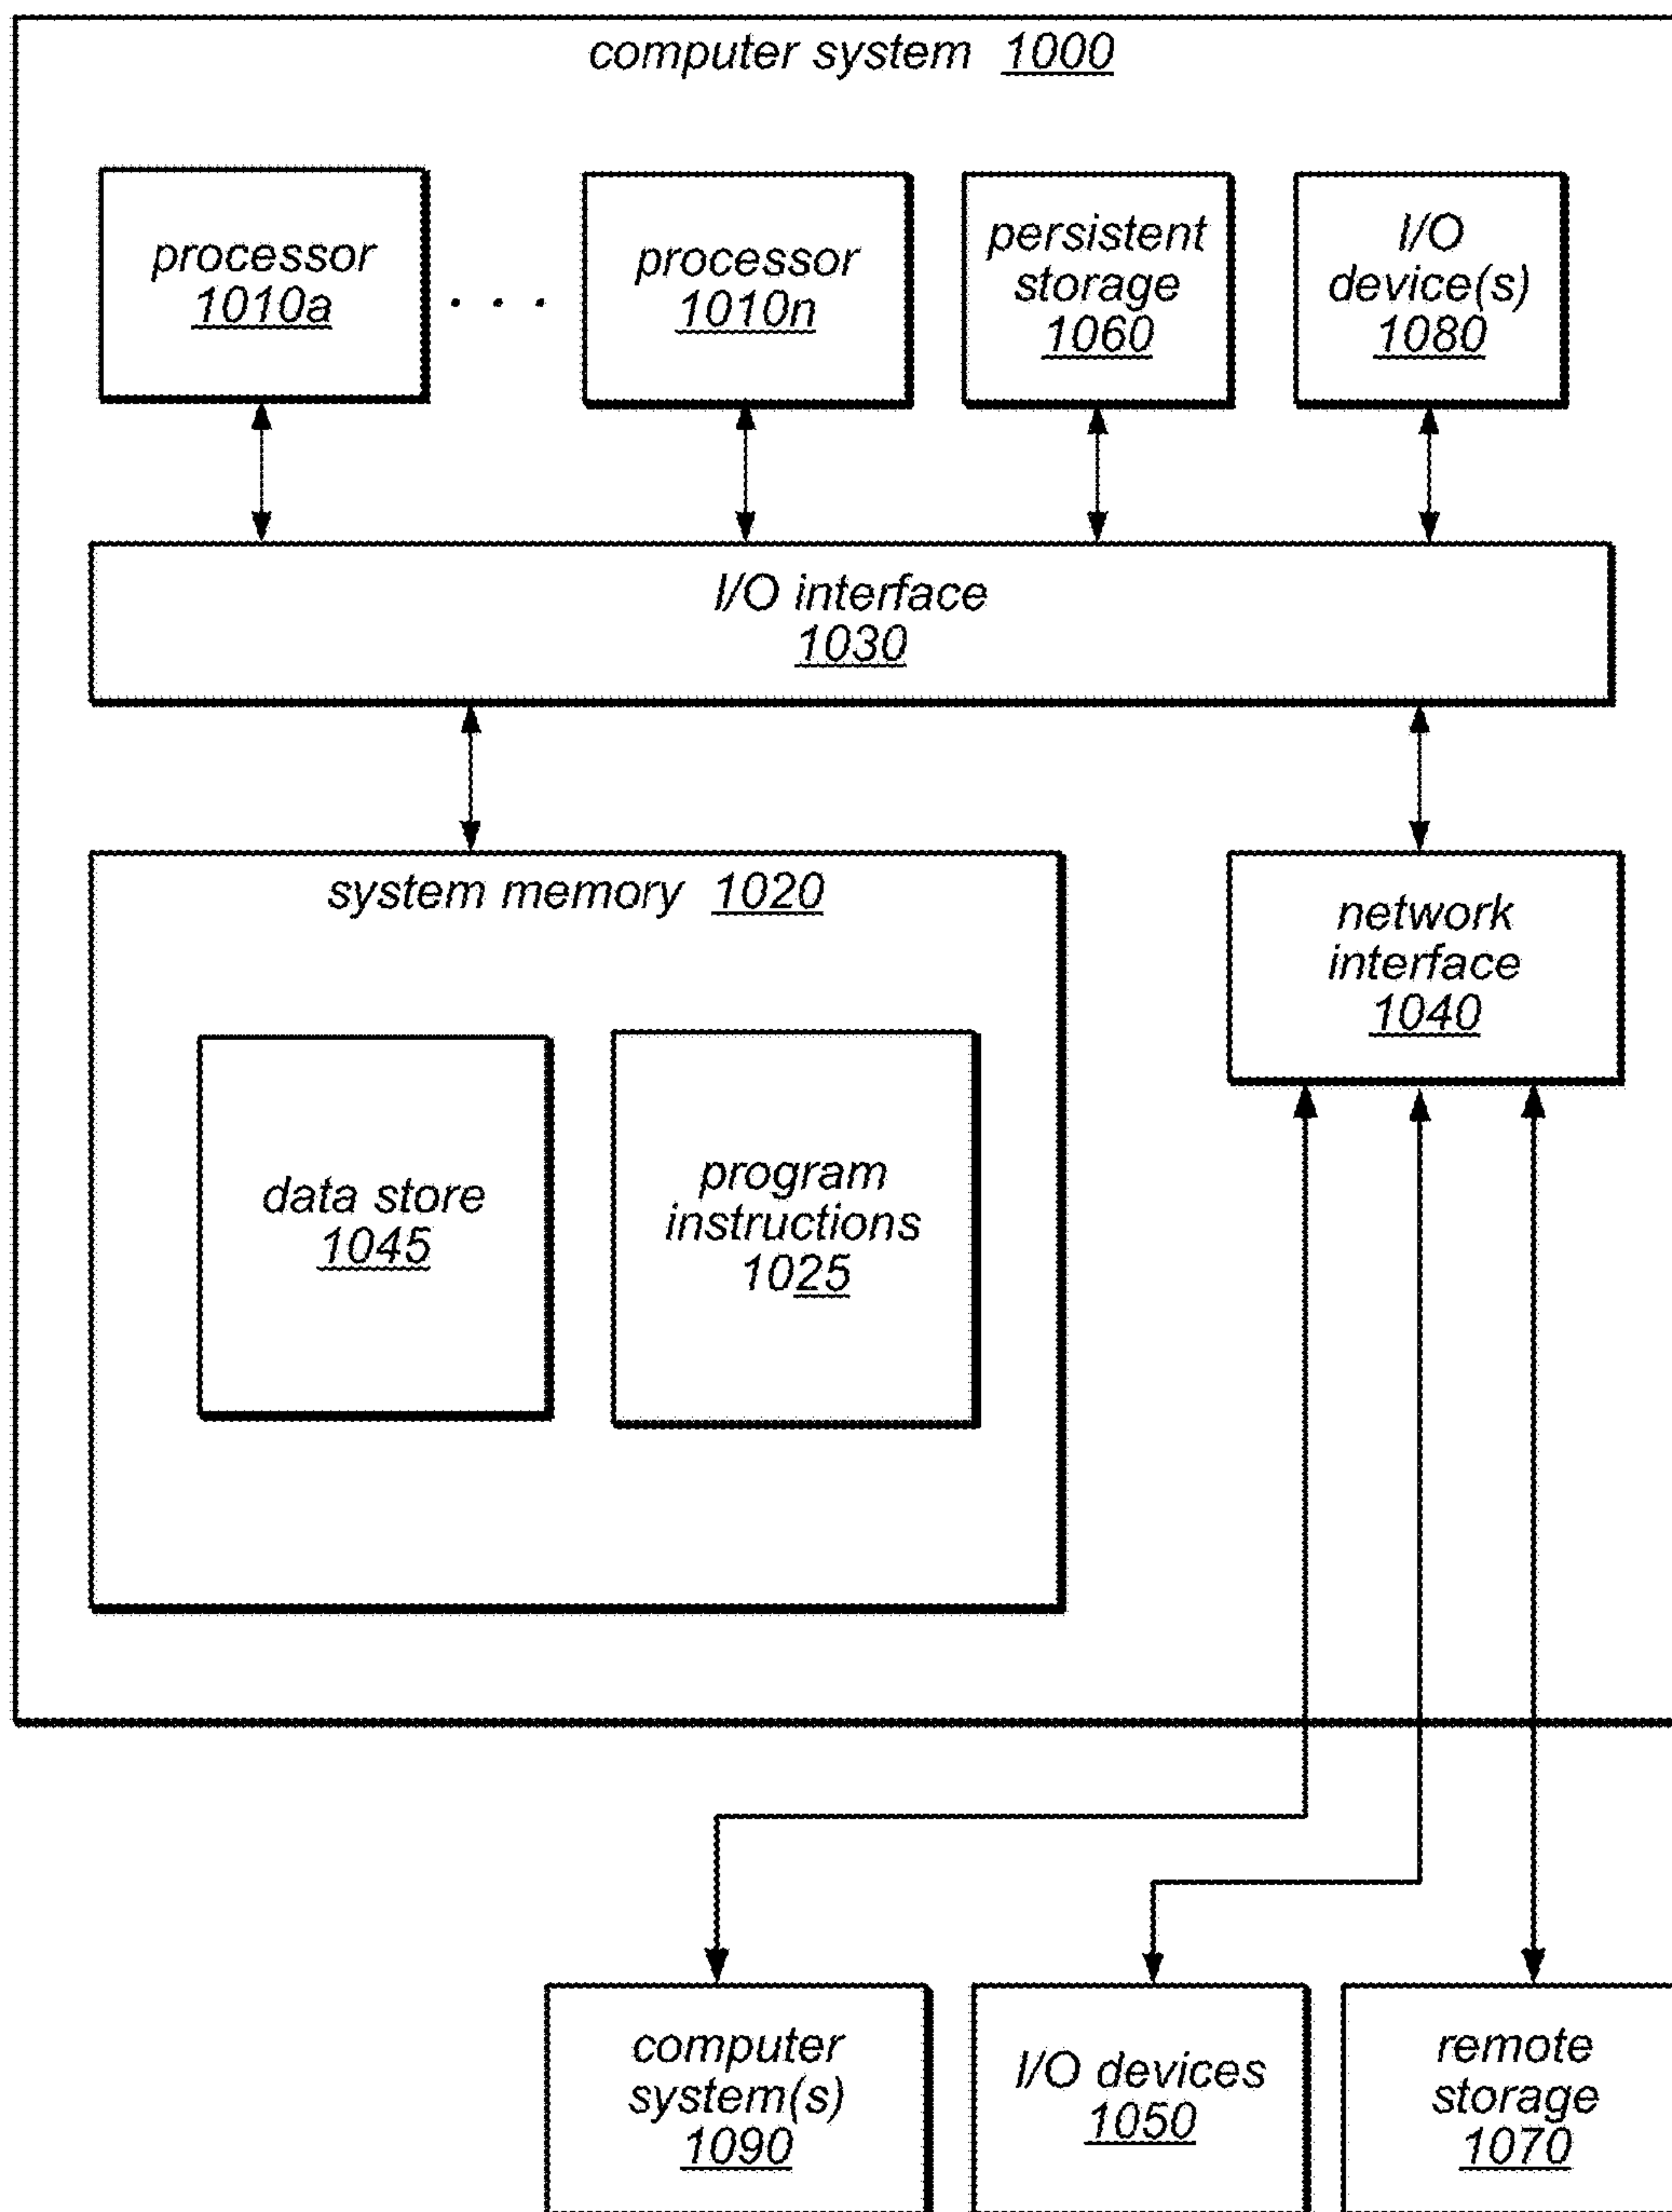 computer system 1000
processor
1010a
. . .
processor
1010n
persistent
storage
1060
I/O
device(s)
1080
I/O interface
1030
system memory 1020
network
interface
1040
data store
1045
program
instructions
1025
computer
system(s)
1090
I/O devices
1050
remote
storage
1070